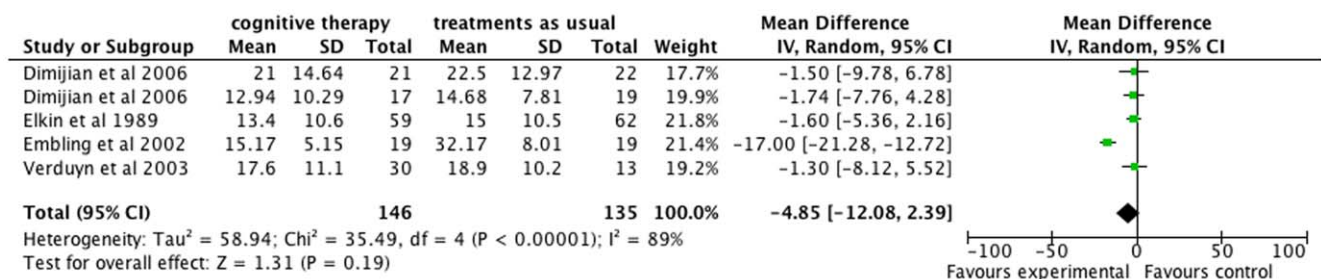 cognitive therapy treatments as usual Mean Difference Mean Difference
Study or Subgroup Mean SD Total Mean SD Total Weight IV, Random, 95% CI IV, Random, 95% CI
Dimijian et al 2006 21 14.64 21 22.5 12.97 22 17.7% -1.50 [-9.78, 6.78]
Dimijian et al 2006 12.94 10.29 17 14.68 7.81 19 19.9% -1.74 [-7.76, 4.28]
Elkin et al 1989 13.4 10.6 59 15 10.5 62 21.8% -1.60 [-5.36, 2.16]
Embling et al 2002 15.17 5.15 19 32.17 8.01 19 21.4% -17.00 [-21.28, -12.72]
Verduyn et al 2003 17.6 11.1 30 18.9 10.2 13 19.2% -1.30 [-8.12, 5.52]
Total (95% CI) 146 135 100.0% -4.85 [-12.08, 2.39]
Heterogeneity: Tau² = 58.94; Chi² = 35.49, df = 4 (P < 0.00001); I² = 89%
Test for overall effect: Z = 1.31 (P = 0.19)
-100 -50 0 50 100
Favours experimental Favours control